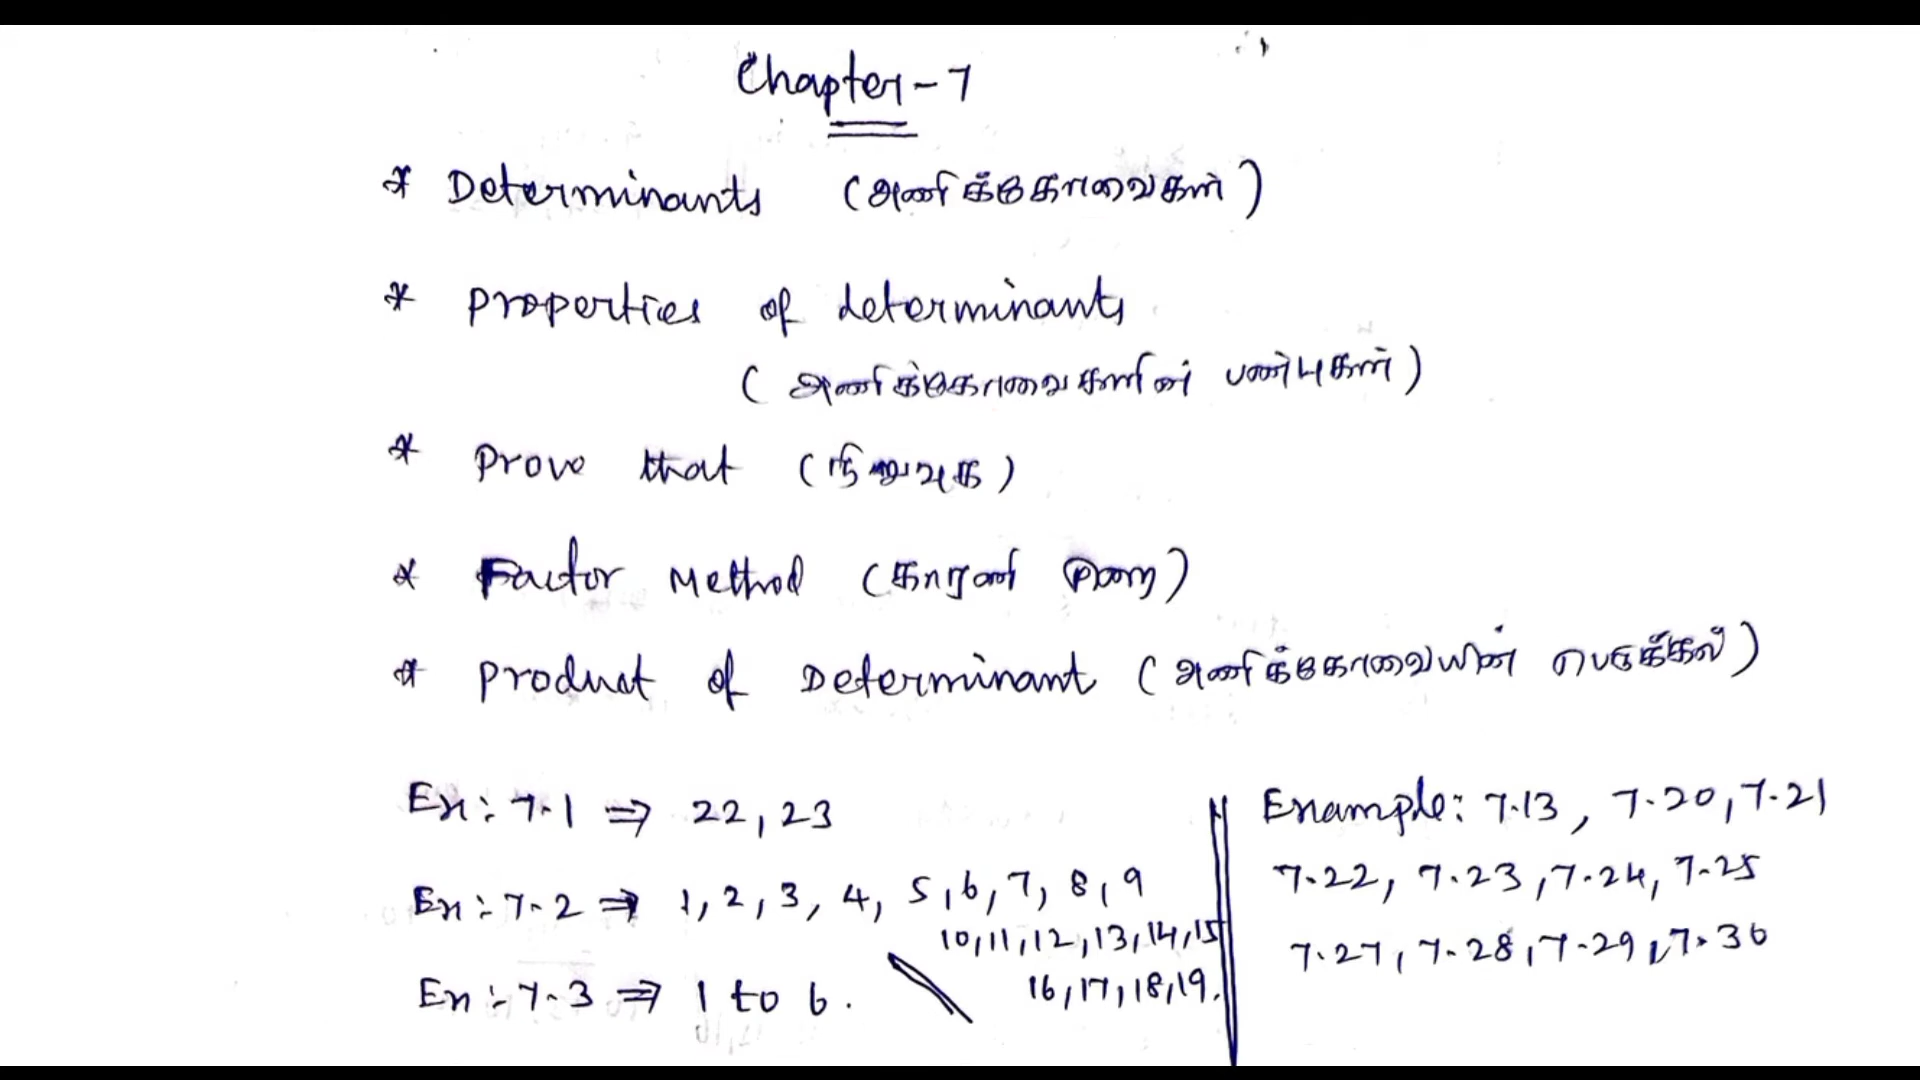 Chapter-7
* Determinants (அணிக்கோவைகள்)
* Properties of determinants
(அணிக்கோவைகளின் பண்புகள்)
* Prove that (நிறுவுக)
* Factor Method (காரணி முறை)
* Product of Determinant (அணிக்கோவையின் பெருக்கல்)
Ex:- 7.1 ⇒ 22, 23
Ex:- 7.2 ⇒ 1, 2, 3, 4, 5, 6, 7, 8, 9
10, 11, 12, 13, 14, 15
16, 17, 18, 19.
Ex:- 7.3 ⇒ 1 to 6.
Example: 7.13, 7.20, 7.21
7.22, 7.23, 7.24, 7.25
7.27, 7.28, 7.29, 7.30